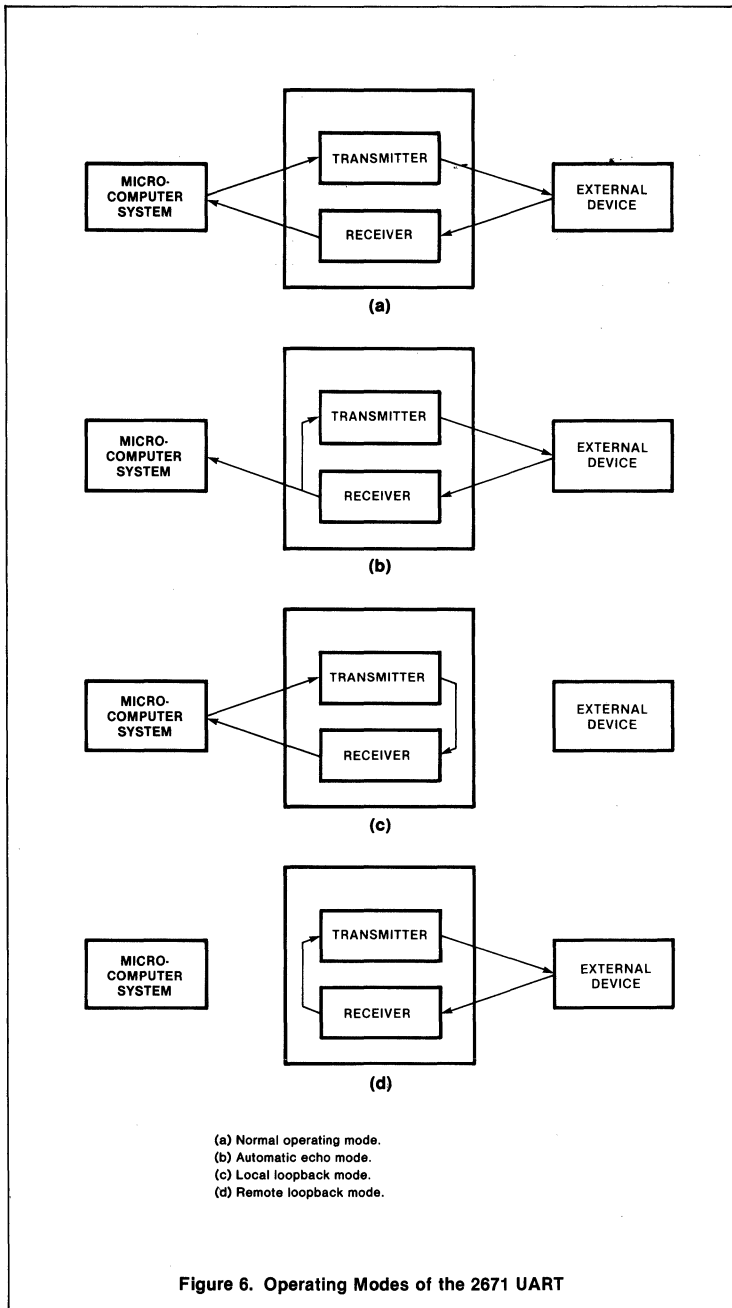 MICRO-
COMPUTER
SYSTEM
TRANSMITTER
RECEIVER
EXTERNAL
DEVICE
(a)
MICRO-
COMPUTER
SYSTEM
TRANSMITTER
RECEIVER
EXTERNAL
DEVICE
(b)
MICRO-
COMPUTER
SYSTEM
TRANSMITTER
RECEIVER
EXTERNAL
DEVICE
(c)
MICRO-
COMPUTER
SYSTEM
TRANSMITTER
RECEIVER
EXTERNAL
DEVICE
(d)
(a) Normal operating mode.
(b) Automatic echo mode.
(c) Local loopback mode.
(d) Remote loopback mode.
Figure 6. Operating Modes of the 2671 UART